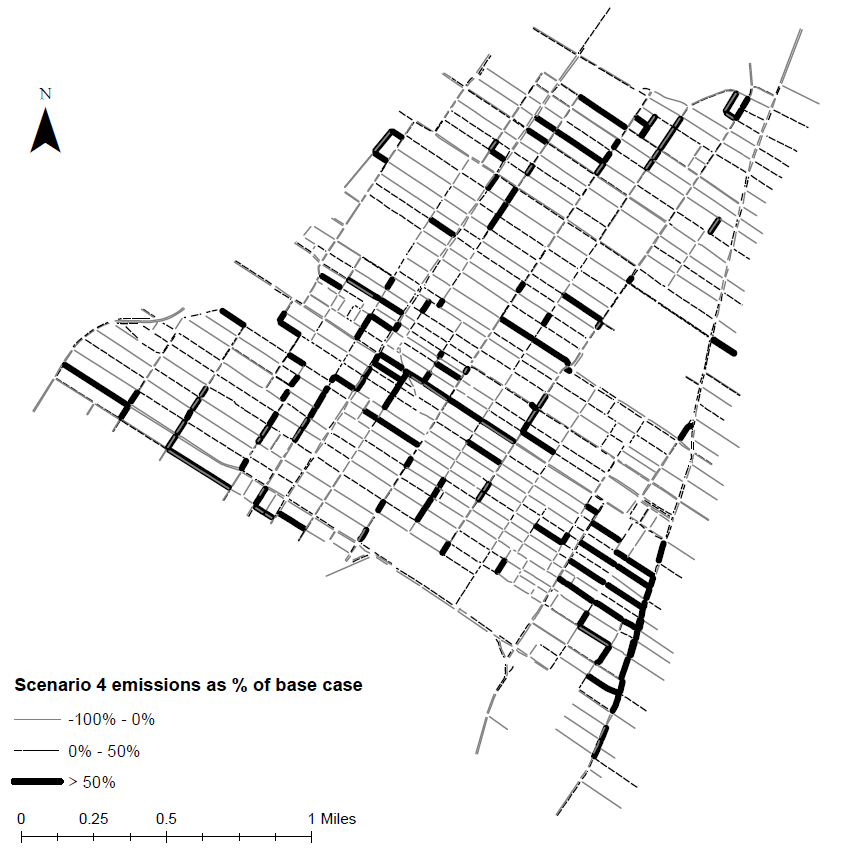 N
Scenario 4 emissions as % of base case
-100% - 0%
0% - 50%
> 50%
0 0.25 0.5 1 Miles